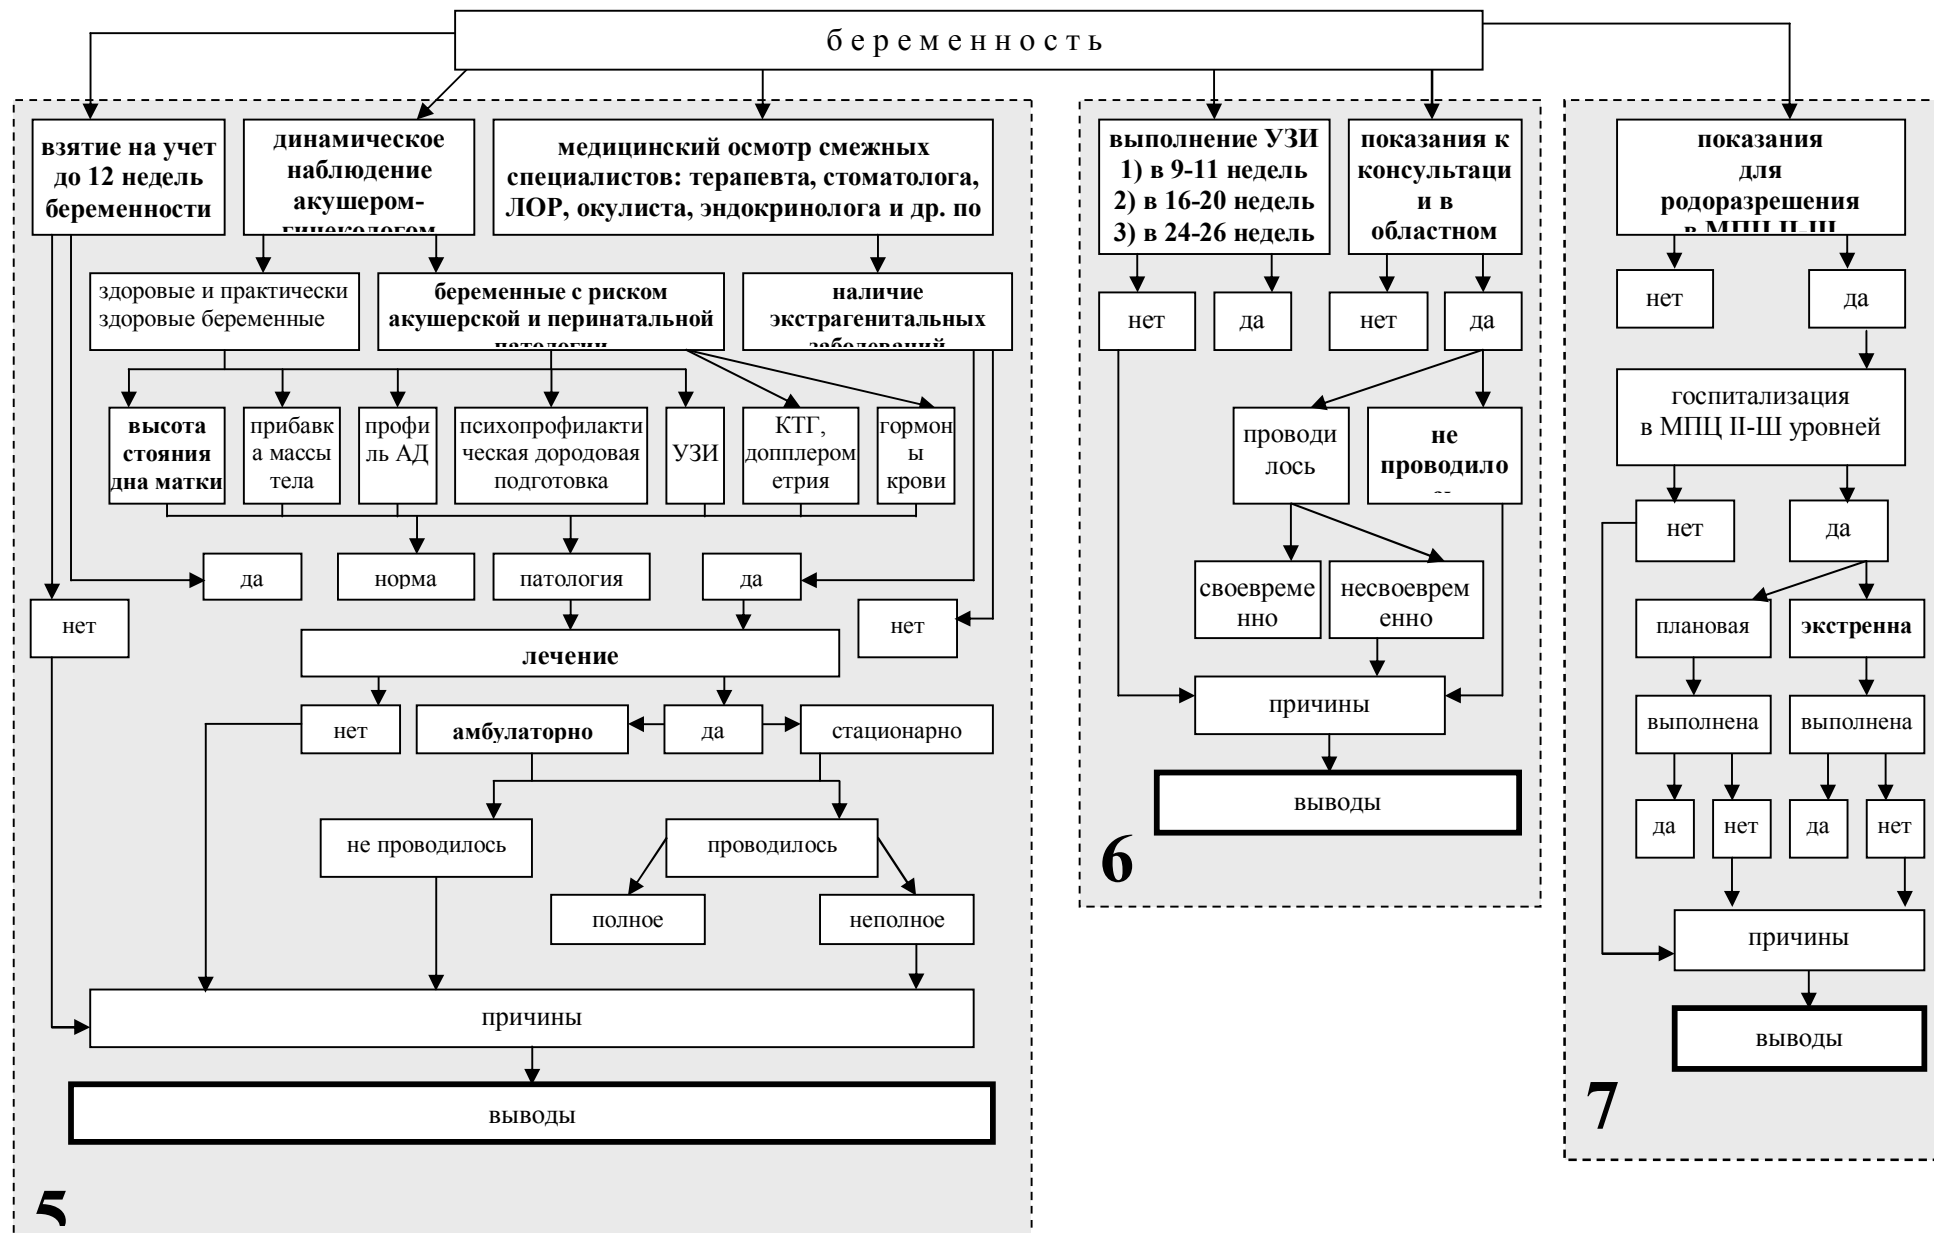 беременность
взятие на учет
до 12 недель
беременности
динамическое
наблюдение
акушером-
гинекологом
медицинский осмотр смежных
специалистов: терапевта, стоматолога,
ЛОР, окулиста, эндокринолога и др. по
выполнение УЗИ
1) в 9-11 недель
2) в 16-20 недель
3) в 24-26 недель
показания к
консультаци
и в
областном
показания
для
родоразрешения
в МПЦ II-Ш
здоровые и практически
здоровые беременные
беременные с риском
акушерской и перинатальной
патологии
наличие
экстрагенитальных
заболеваний
нет
да
нет
да
нет
да
высота
стояния
дна матки
прибавк
а массы
тела
профи
ль АД
психопрофилакти
ческая дородовая
подготовка
УЗИ
КТГ,
допплером
етрия
гормон
ы
крови
проводи
лось
не
проводило
госпитализация
в МПЦ II-Ш уровней
нет
да
да
норма
патология
да
нет
нет
своевреме
нно
несвоеврем
енно
плановая
экстренна
лечение
нет
амбулаторно
да
стационарно
причины
выполнена
выполнена
не проводилось
проводилось
выводы
да
нет
да
нет
6
полное
неполное
причины
причины
выводы
выводы
7
5